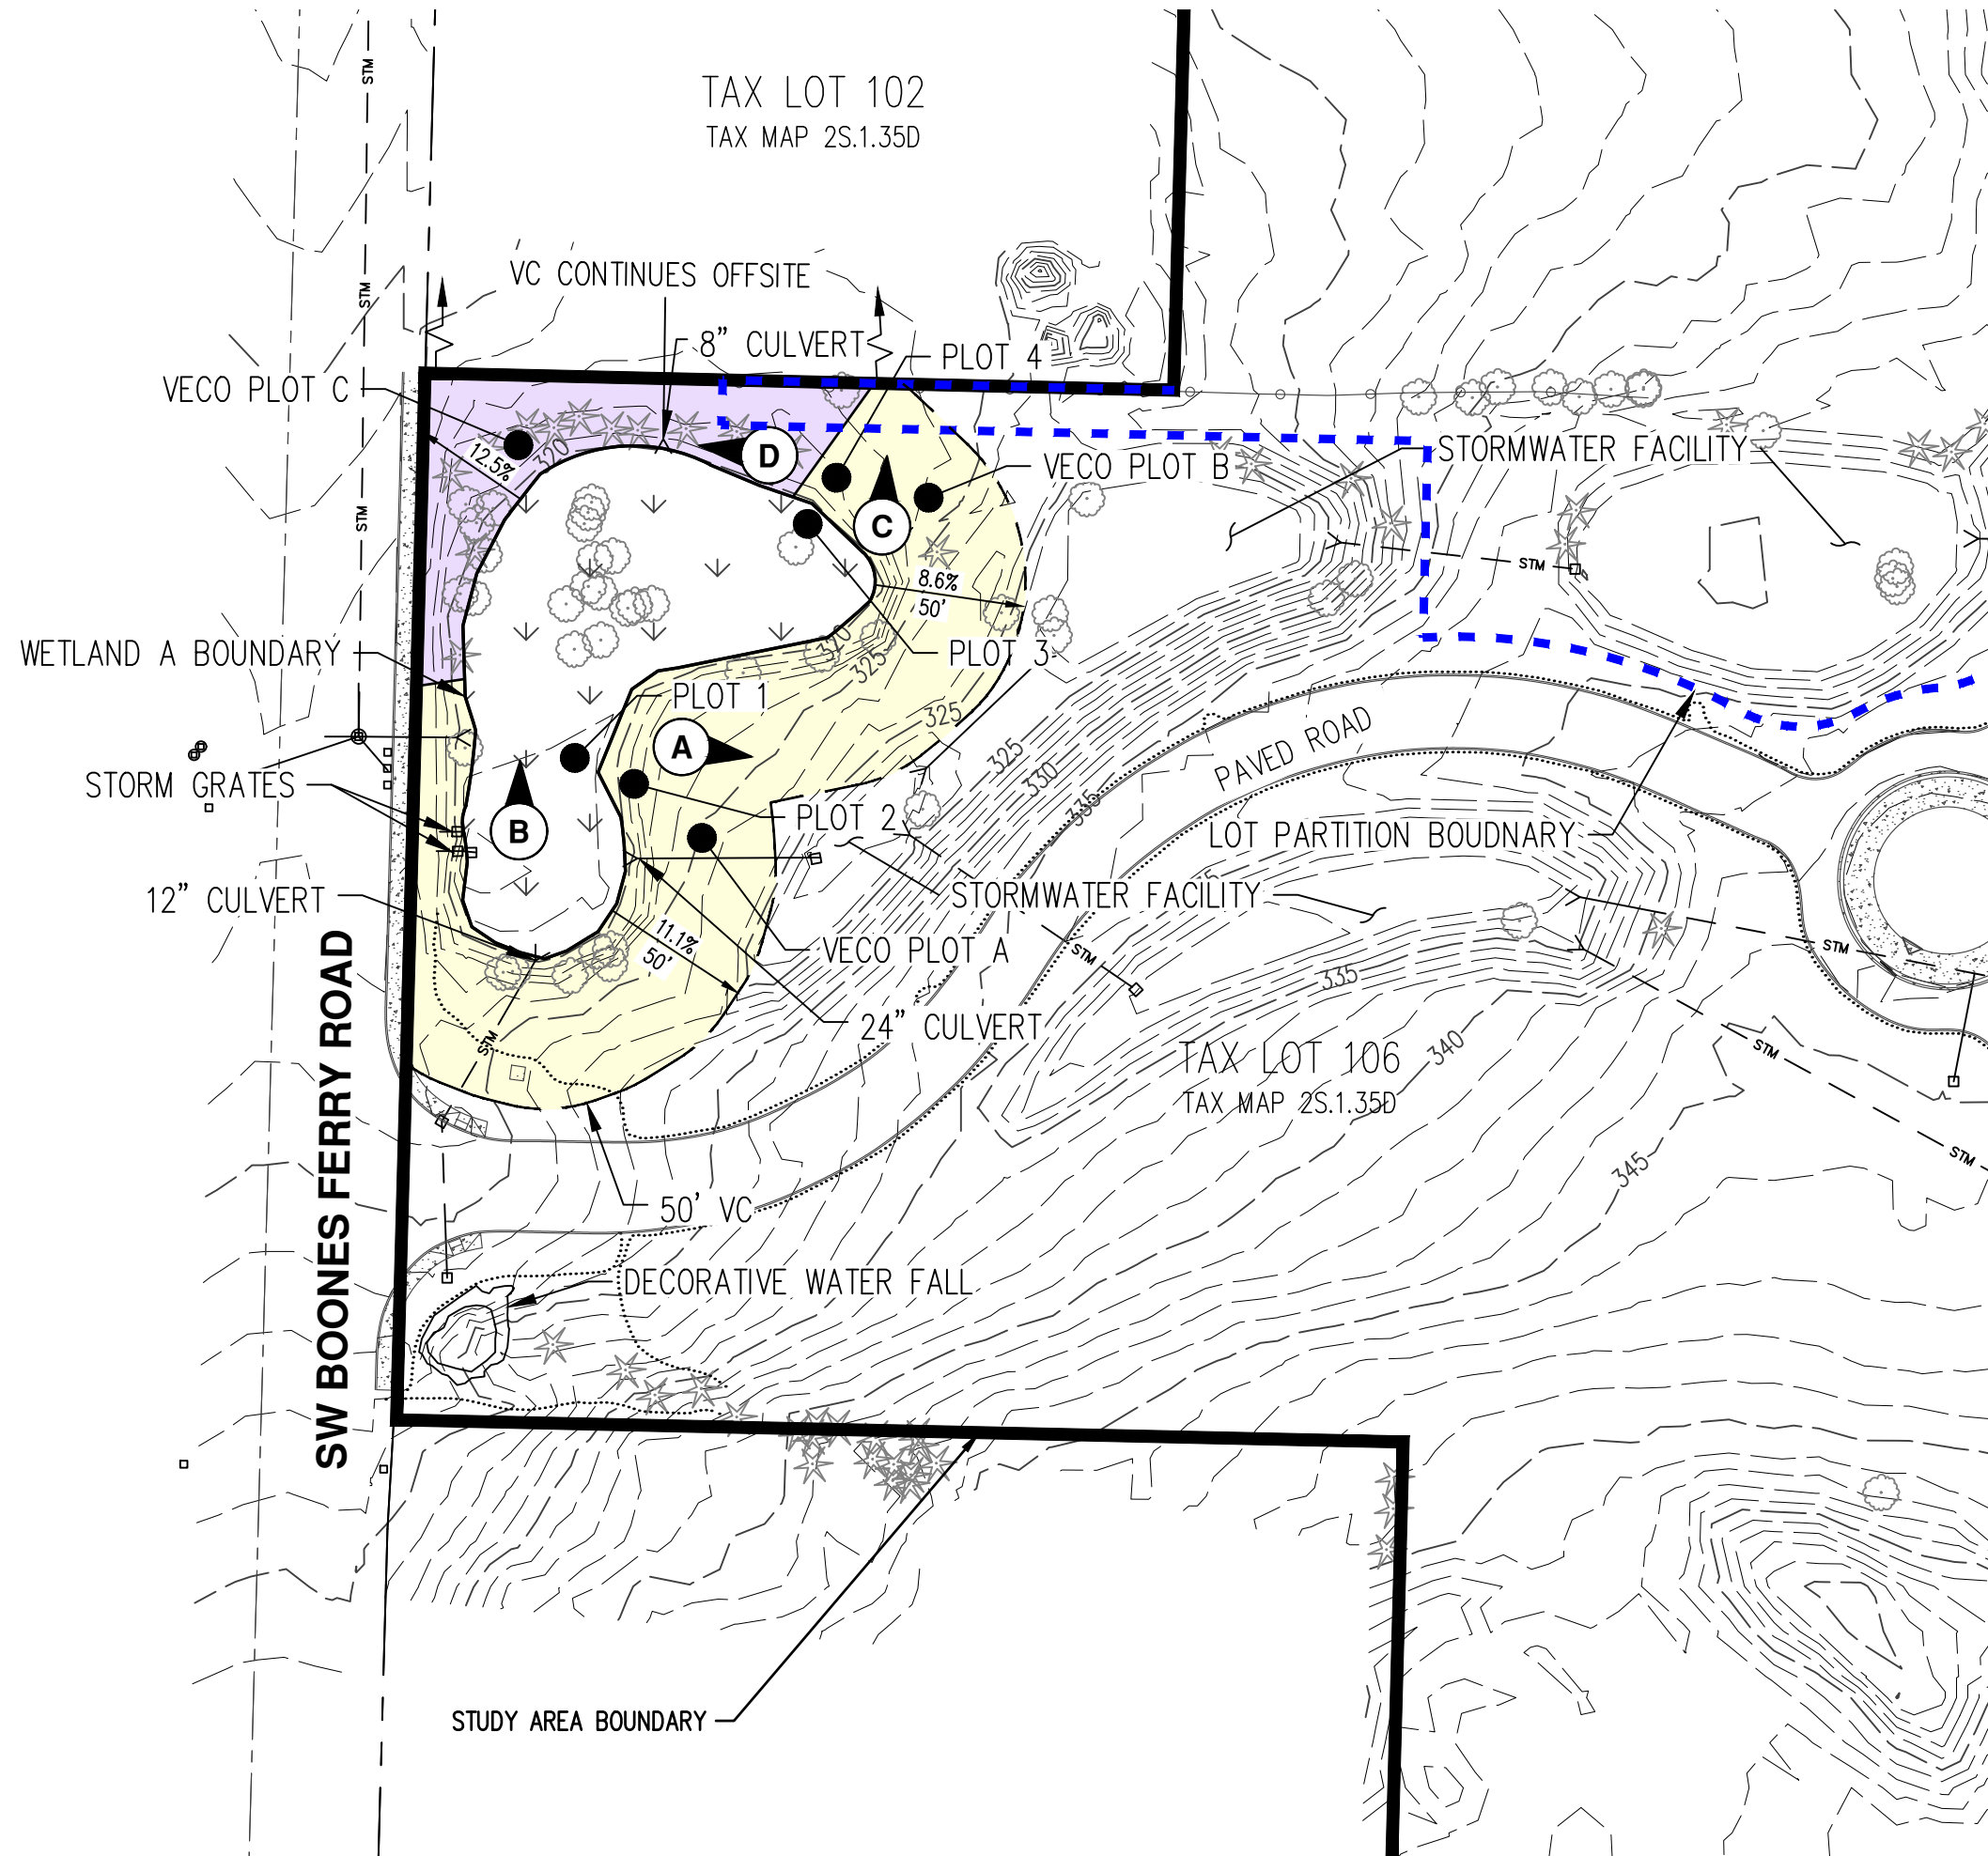 STM
TAX LOT 102
TAX MAP 2S.1.35D
STM
VC CONTINUES OFFSITE
8" CULVERT
PLOT 4
VECO PLOT C
STORMWATER FACILITY
VECO PLOT B
D
12.5%
320
STM
C
STM
8.6%
50'
WETLAND A BOUNDARY
320
325
PLOT 3
PLOT 1
325
A
325
330
335
PAVED ROAD
STORM GRATES
PLOT 2
B
LOT PARTITION BOUDNARY
12" CULVERT
STORMWATER FACILITY
11.1%
50'
VECO PLOT A
STM
STM
335
24" CULVERT
STM
TAX LOT 106
TAX MAP 2S.1.35D
340
STM
345
STM
SW BOONES FERRY ROAD
50' VC
DECORATIVE WATER FALL
STUDY AREA BOUNDARY